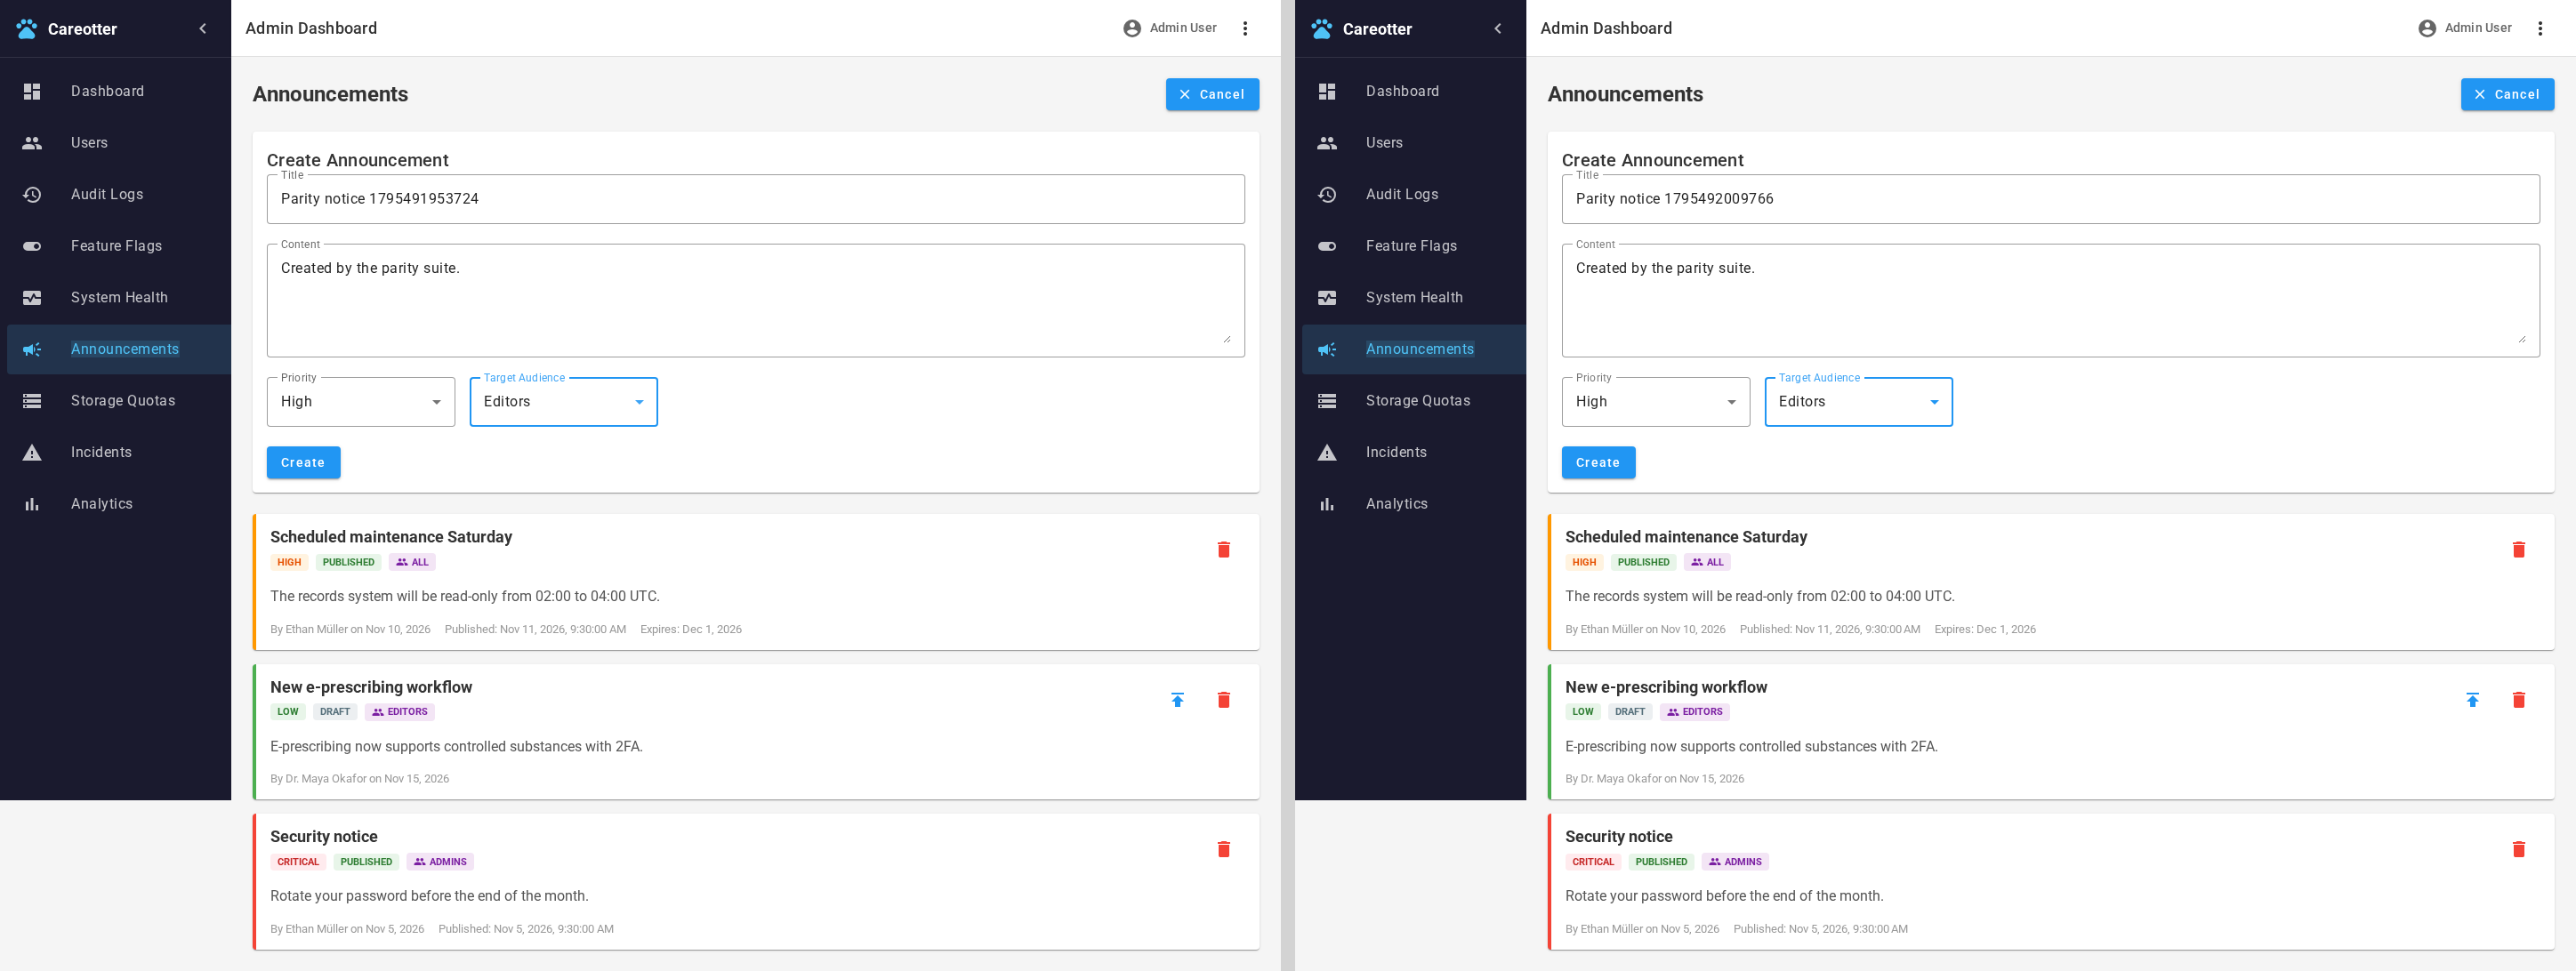 Careotter
Admin Dashboard
Admin User
Dashboard
Users
Audit Logs
Feature Flags
System Health
Announcements
Storage Quotas
Incidents
Analytics
Announcements
Cancel
Create Announcement
Title
Parity notice 1795491953724
Content
Created by the parity suite.
Priority
High
Target Audience
Editors
Create
Scheduled maintenance Saturday
HIGH PUBLISHED ALL
The records system will be read-only from 02:00 to 04:00 UTC.
By Ethan Müller on Nov 10, 2026 Published: Nov 11, 2026, 9:30:00 AM Expires: Dec 1, 2026
New e-prescribing workflow
LOW DRAFT EDITORS
E-prescribing now supports controlled substances with 2FA.
By Dr. Maya Okafor on Nov 15, 2026
Security notice
CRITICAL PUBLISHED ADMINS
Rotate your password before the end of the month.
By Ethan Müller on Nov 5, 2026 Published: Nov 5, 2026, 9:30:00 AM
Careotter
Admin Dashboard
Admin User
Dashboard
Users
Audit Logs
Feature Flags
System Health
Announcements
Storage Quotas
Incidents
Analytics
Announcements
Cancel
Create Announcement
Title
Parity notice 1795492009766
Content
Created by the parity suite.
Priority
High
Target Audience
Editors
Create
Scheduled maintenance Saturday
HIGH PUBLISHED ALL
The records system will be read-only from 02:00 to 04:00 UTC.
By Ethan Müller on Nov 10, 2026 Published: Nov 11, 2026, 9:30:00 AM Expires: Dec 1, 2026
New e-prescribing workflow
LOW DRAFT EDITORS
E-prescribing now supports controlled substances with 2FA.
By Dr. Maya Okafor on Nov 15, 2026
Security notice
CRITICAL PUBLISHED ADMINS
Rotate your password before the end of the month.
By Ethan Müller on Nov 5, 2026 Published: Nov 5, 2026, 9:30:00 AM